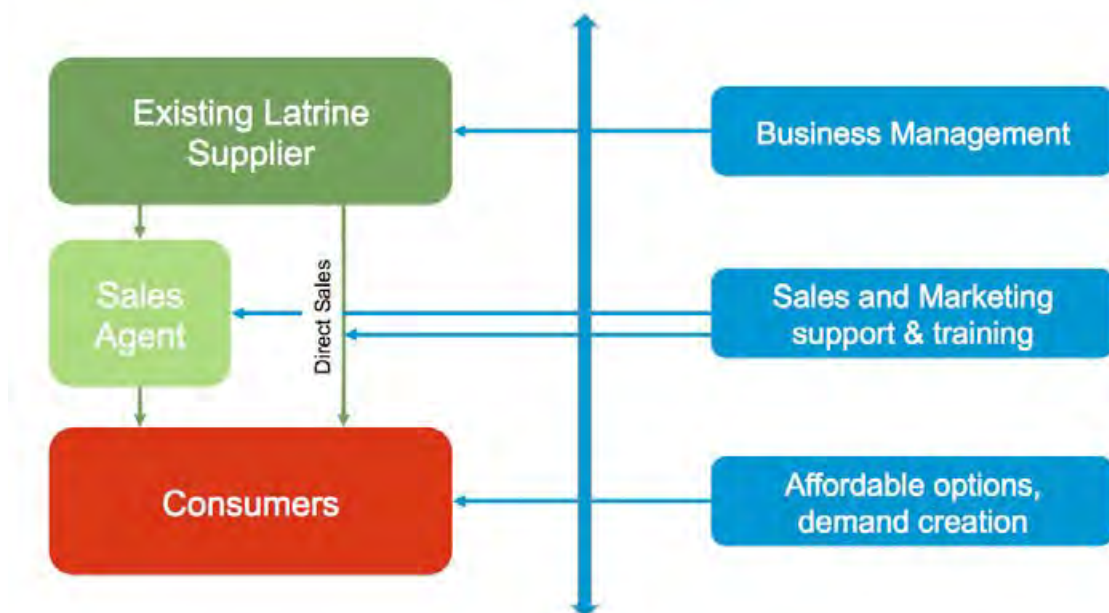 Existing Latrine
Supplier
Business Management
Sales
Agent
Direct Sales
Sales and Marketing
support & training
Consumers
Affordable options,
demand creation